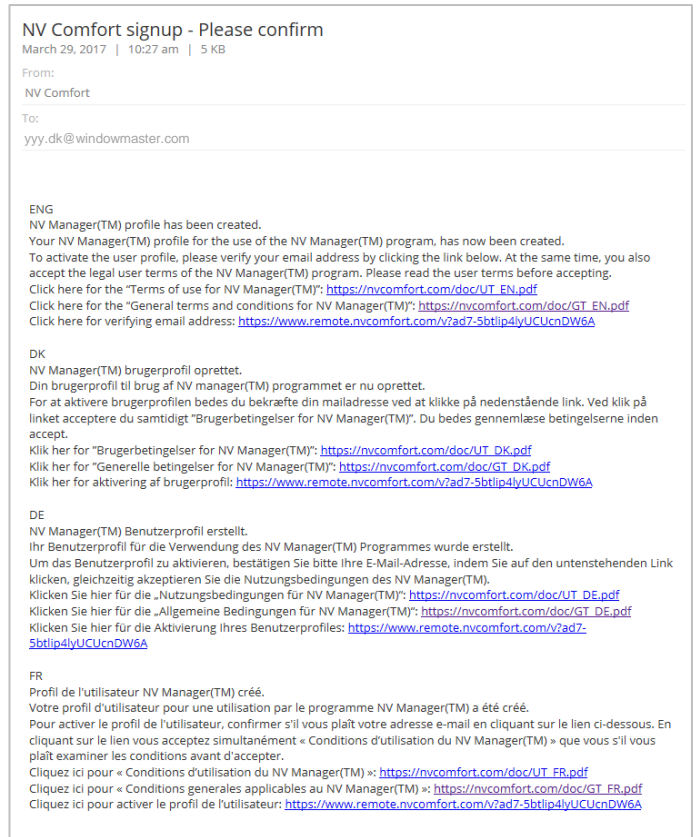 NV Comfort signup - Please confirm
March 29, 2017 | 10:27 am | 5 KB
From:
NV Comfort
To:
yyy.dk@windowmaster.com
ENG
NV Manager(TM) profile has been created.
Your NV Manager(TM) profile for the use of the NV Manager(TM) program, has now been created.
To activate the user profile, please verify your email address by clicking the link below. At the same time, you also
accept the legal user terms of the NV Manager(TM) program. Please read the user terms before accepting.
Click here for the “Terms of use for NV Manager(TM)”: https://nvcomfort.com/doc/UT_EN.pdf
Click here for the “General terms and conditions for NV Manager(TM)”: https://nvcomfort.com/doc/GT_EN.pdf
Click here for verifying email address: https://www.remote.nvcomfort.com/v?ad7-5btlip4lyUCUcnDW6A
DK
NV Manager(TM) brugerprofil oprettet.
Din brugerprofil til brug af NV manager(TM) programmet er nu oprettet.
For at aktivere brugerprofilen bedes du bekræfte din mailadresse ved at klikke på nedenstående link. Ved klik på
linket acceptere du samtidigt ”Brugerbetingelser for NV Manager(TM)”. Du bedes gennemlæse betingelserne inden
accept.
Klik her for ”Brugerbetingelser for NV Manager(TM)”: https://nvcomfort.com/doc/UT_DK.pdf
Klik her for ”Generelle betingelser for NV Manager(TM)”: https://nvcomfort.com/doc/GT_DK.pdf
Klik her for aktivering af brugerprofil: https://www.remote.nvcomfort.com/v?ad7-5btlip4lyUCUcnDW6A
DE
NV Manager(TM) Benutzerprofil erstellt.
Ihr Benutzerprofil für die Verwendung des NV Manager(TM) Programmes wurde erstellt.
Um das Benutzerprofil zu aktivieren, bestätigen Sie bitte Ihre E-Mail-Adresse, indem Sie auf den untenstehenden Link
klicken, gleichzeitig akzeptieren Sie die Nutzungsbedingungen des NV Manager(TM).
Klicken Sie hier für die „Nutzungsbedingungen für NV Manager(TM)“: https://nvcomfort.com/doc/UT_DE.pdf
Klicken Sie hier für die „Allgemeine Bedingungen für NV Manager(TM)“: https://nvcomfort.com/doc/GT_DE.pdf
Klicken Sie hier für die Aktivierung Ihres Benutzerprofiles: https://www.remote.nvcomfort.com/v?ad7-
5btlip4lyUCUcnDW6A
FR
Profil de l'utilisateur NV Manager(TM) créé.
Votre profil d'utilisateur pour une utilisation par le programme NV Manager(TM) a été créé.
Pour activer le profil de l'utilisateur, confirmer s'il vous plaît votre adresse e-mail en cliquant sur le lien ci-dessous. En
cliquant sur le lien vous acceptez simultanément « Conditions d’utilisation du NV Manager(TM) » que vous s'il vous
plaît examiner les conditions avant d'accepter.
Cliquez ici pour « Conditions d’utilisation du NV Manager(TM) »: https://nvcomfort.com/doc/UT_FR.pdf
Cliquez ici pour « Conditions generales applicables au NV Manager(TM) »: https://nvcomfort.com/doc/GT_FR.pdf
Cliquez ici pour activer le profil de l’utilisateur: https://www.remote.nvcomfort.com/v?ad7-5btlip4lyUCUcnDW6A